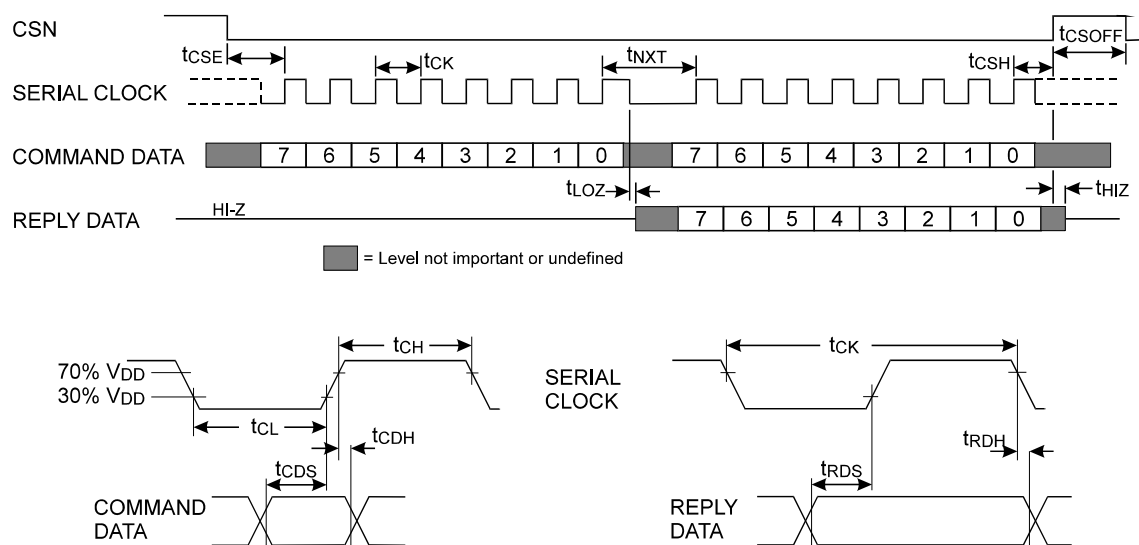 CSN
tCSE
tCK
tNXT
tCSH
tCSOFF
SERIAL CLOCK
COMMAND DATA
7 6 5 4 3 2 1 0
7 6 5 4 3 2 1 0
tLOZ
tHIZ
REPLY DATA
HI-Z
7 6 5 4 3 2 1 0
= Level not important or undefined
70% VDD
30% VDD
tCH
tCL
tCDH
tCDS
COMMAND
DATA
SERIAL
CLOCK
tCK
tRDH
tRDS
REPLY
DATA